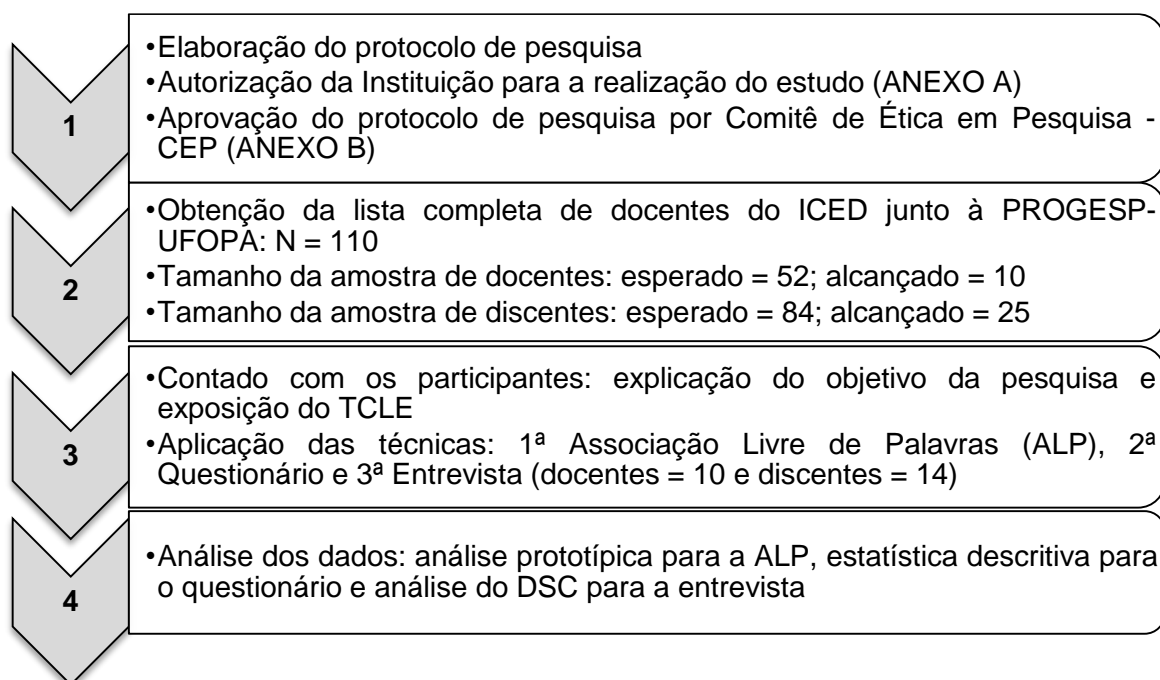 1
•Elaboração do protocolo de pesquisa
•Autorização da Instituição para a realização do estudo (ANEXO A)
•Aprovação do protocolo de pesquisa por Comitê de Ética em Pesquisa -
CEP (ANEXO B)
2
•Obtenção da lista completa de docentes do ICED junto à PROGESP-
UFOPA: N = 110
•Tamanho da amostra de docentes: esperado = 52; alcançado = 10
•Tamanho da amostra de discentes: esperado = 84; alcançado = 25
3
•Contado com os participantes: explicação do objetivo da pesquisa e
exposição do TCLE
•Aplicação das técnicas: 1ª Associação Livre de Palavras (ALP), 2ª
Questionário e 3ª Entrevista (docentes = 10 e discentes = 14)
4
•Análise dos dados: análise prototípica para a ALP, estatística descritiva para
o questionário e análise do DSC para a entrevista